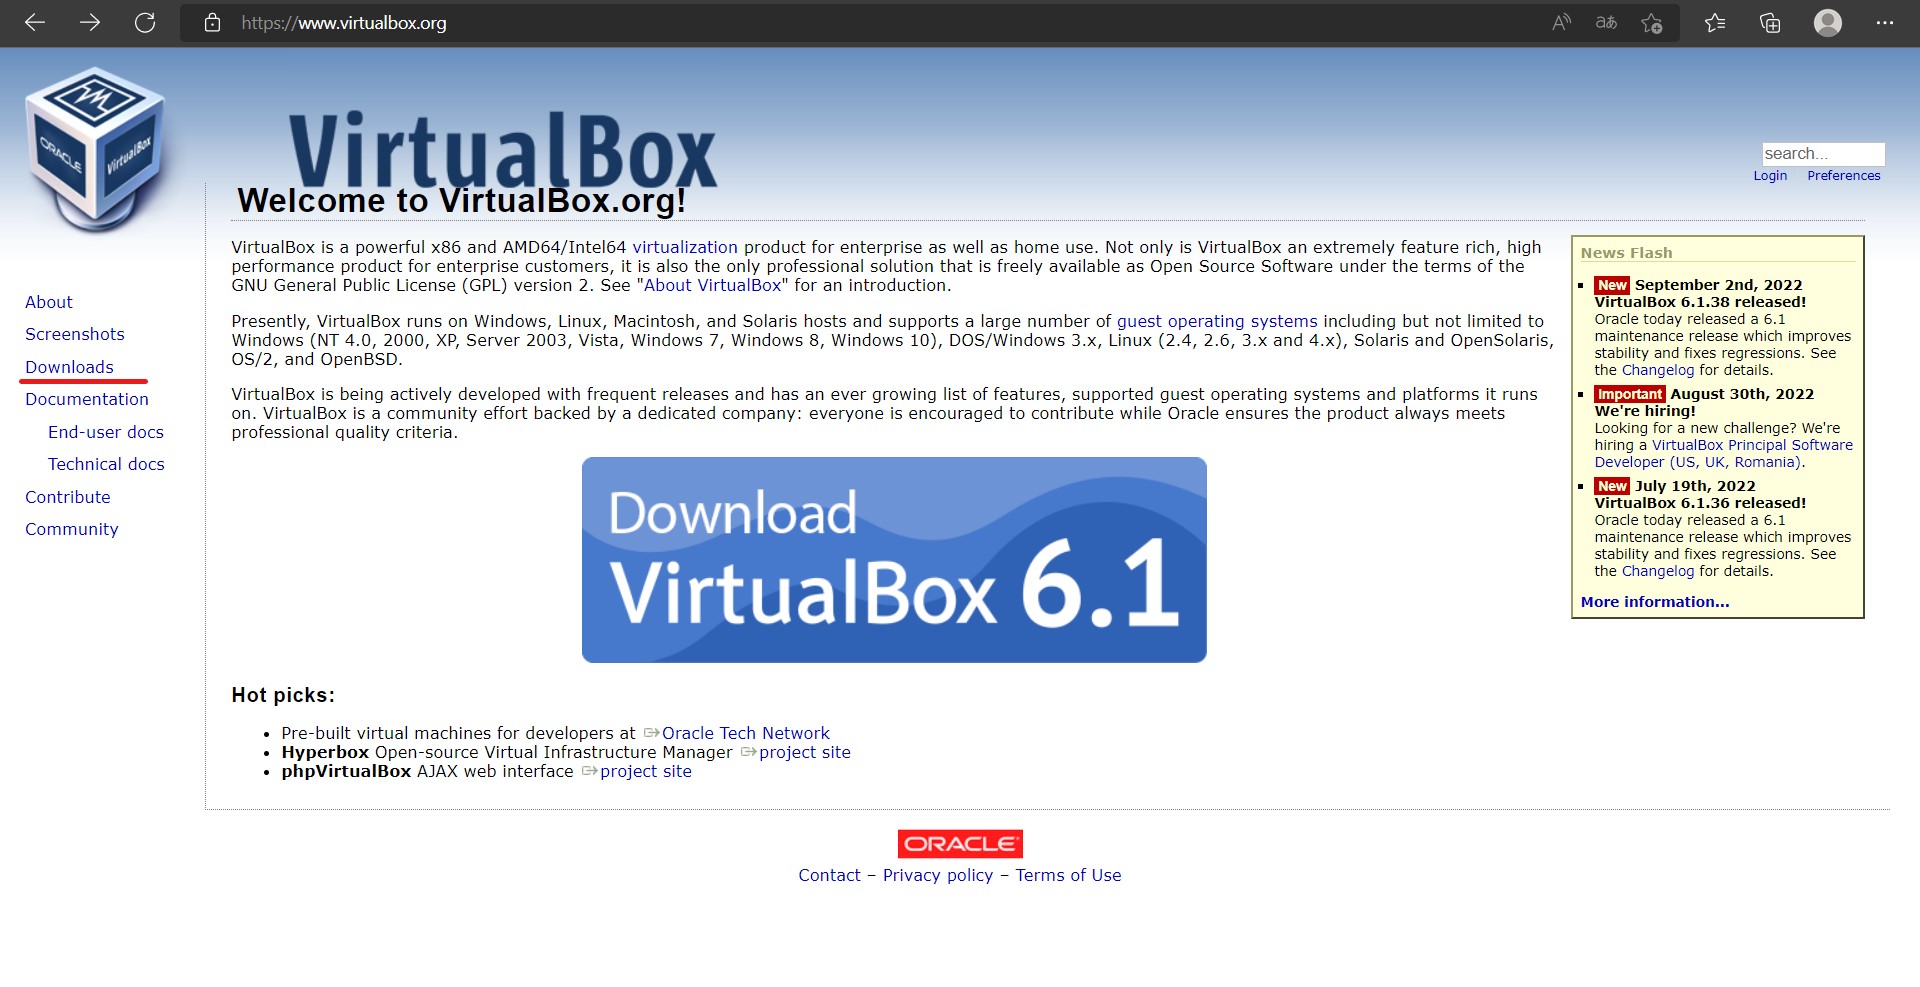 https://www.virtualbox.org
ORACLE
VirtualBox
VirtualBox
search...
Login Preferences
Welcome to VirtualBox.org!
VirtualBox is a powerful x86 and AMD64/Intel64 virtualization product for enterprise as well as home use. Not only is VirtualBox an extremely feature rich, high
performance product for enterprise customers, it is also the only professional solution that is freely available as Open Source Software under the terms of the
GNU General Public License (GPL) version 2. See "About VirtualBox" for an introduction.
Presently, VirtualBox runs on Windows, Linux, Macintosh, and Solaris hosts and supports a large number of guest operating systems including but not limited to
Windows (NT 4.0, 2000, XP, Server 2003, Vista, Windows 7, Windows 8, Windows 10), DOS/Windows 3.x, Linux (2.4, 2.6, 3.x and 4.x), Solaris and OpenSolaris,
OS/2, and OpenBSD.
VirtualBox is being actively developed with frequent releases and has an ever growing list of features, supported guest operating systems and platforms it runs
on. VirtualBox is a community effort backed by a dedicated company: everyone is encouraged to contribute while Oracle ensures the product always meets
professional quality criteria.
About
Screenshots
Downloads
Documentation
End-user docs
Technical docs
Contribute
Community
Download
VirtualBox 6.1
News Flash
New September 2nd, 2022
VirtualBox 6.1.38 released!
Oracle today released a 6.1
maintenance release which improves
stability and fixes regressions. See
the Changelog for details.
Important August 30th, 2022
We're hiring!
Looking for a new challenge? We're
hiring a VirtualBox Principal Software
Developer (US, UK, Romania).
New July 19th, 2022
VirtualBox 6.1.36 released!
Oracle today released a 6.1
maintenance release which improves
stability and fixes regressions. See
the Changelog for details.
More information...
Hot picks:
Pre-built virtual machines for developers at Oracle Tech Network
Hyperbox Open-source Virtual Infrastructure Manager project site
phpVirtualBox AJAX web interface project site
ORACLE
Contact – Privacy policy – Terms of Use